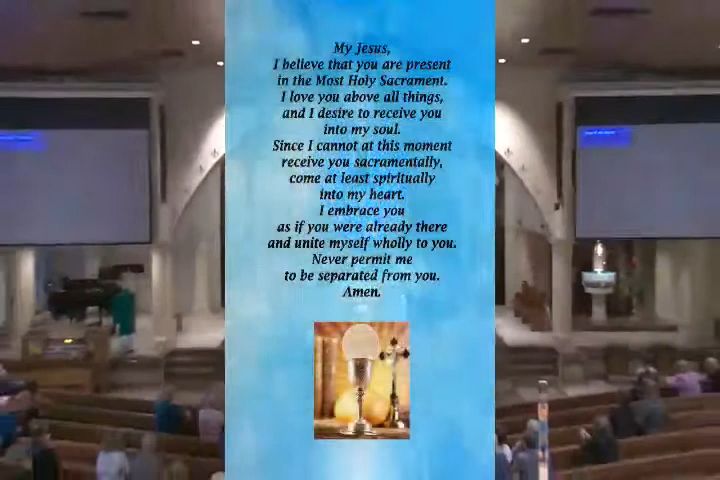 My Jesus,
I believe that you are present
in the Most Holy Sacrament.
I love you above all things,
and I desire to receive you
into my soul.
Since I cannot at this moment
receive you sacramentally,
come at least spiritually
into my heart.
I embrace you
as if you were already there
and unite myself wholly to you.
Never permit me
to be separated from you.
Amen.